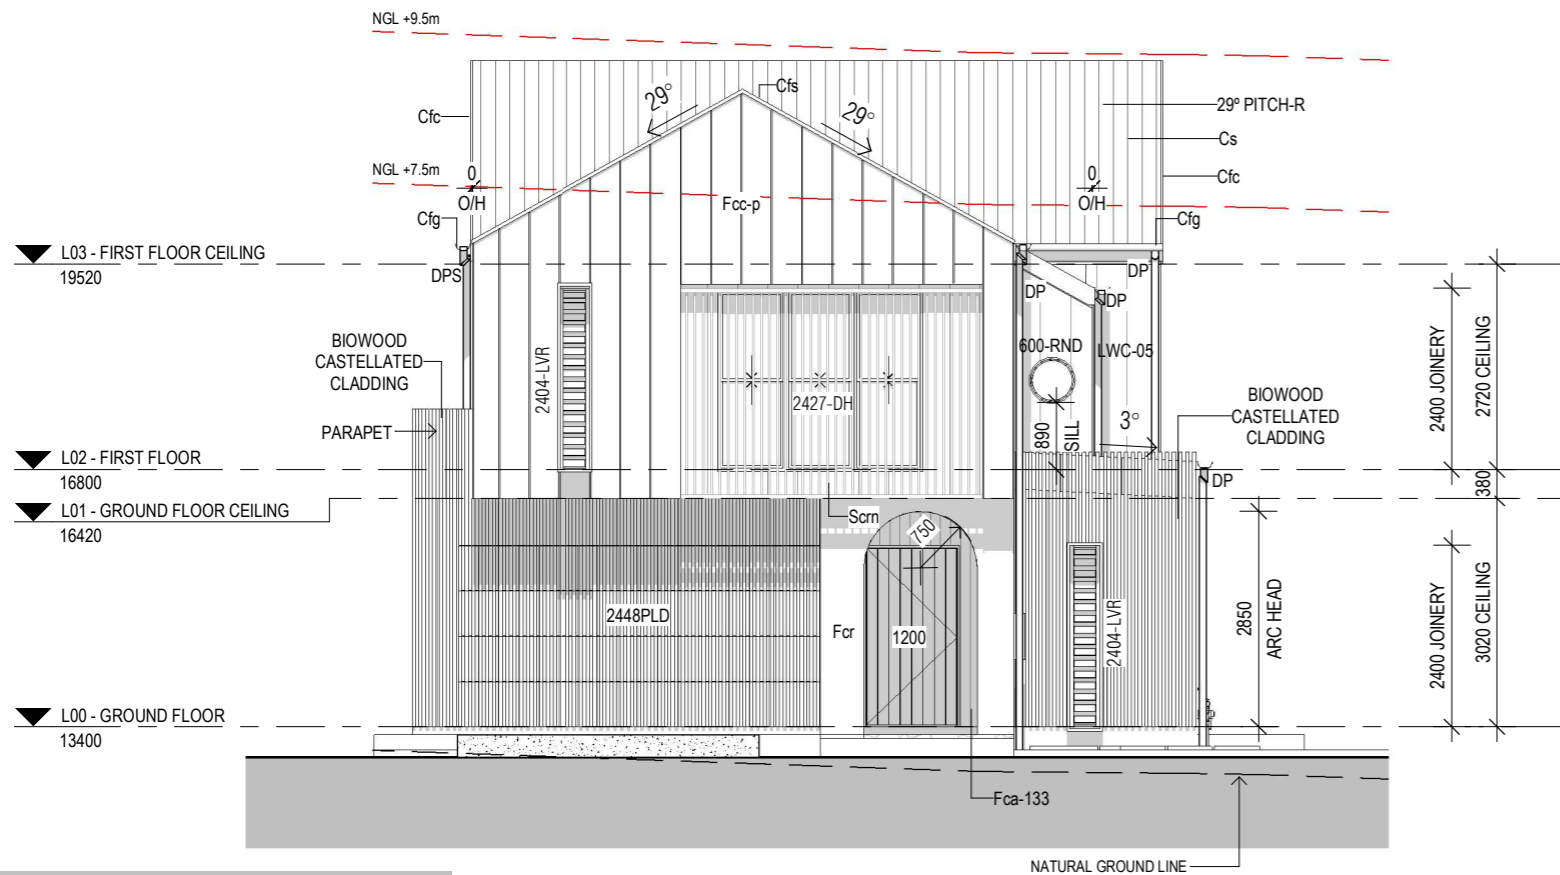 NGL +9.5m
Cfs
29°
29°
29º PITCH-R
Cfc
Cs
NGL +7.5m
0
O/H
0
O/H
Cfc
Fcc-p
Cfg
Cfg
L03 - FIRST FLOOR CEILING
19520
DPS
DP
DP
DP
2404-LVR
600-RND
LWC-05
BIOWOOD
CASTELLATED
CLADDING
2427-DH
BIOWOOD
CASTELLATED
CLADDING
PARAPET
890
SILL
3°
2400 JOINERY
2720 CEILING
L02 - FIRST FLOOR
16800
DP
380
L01 - GROUND FLOOR CEILING
16420
Scrn
750
2448PLD
Fcr
1200
2404-LVR
2850
ARC HEAD
2400 JOINERY
3020 CEILING
L00 - GROUND FLOOR
13400
Fca-133
NATURAL GROUND LINE